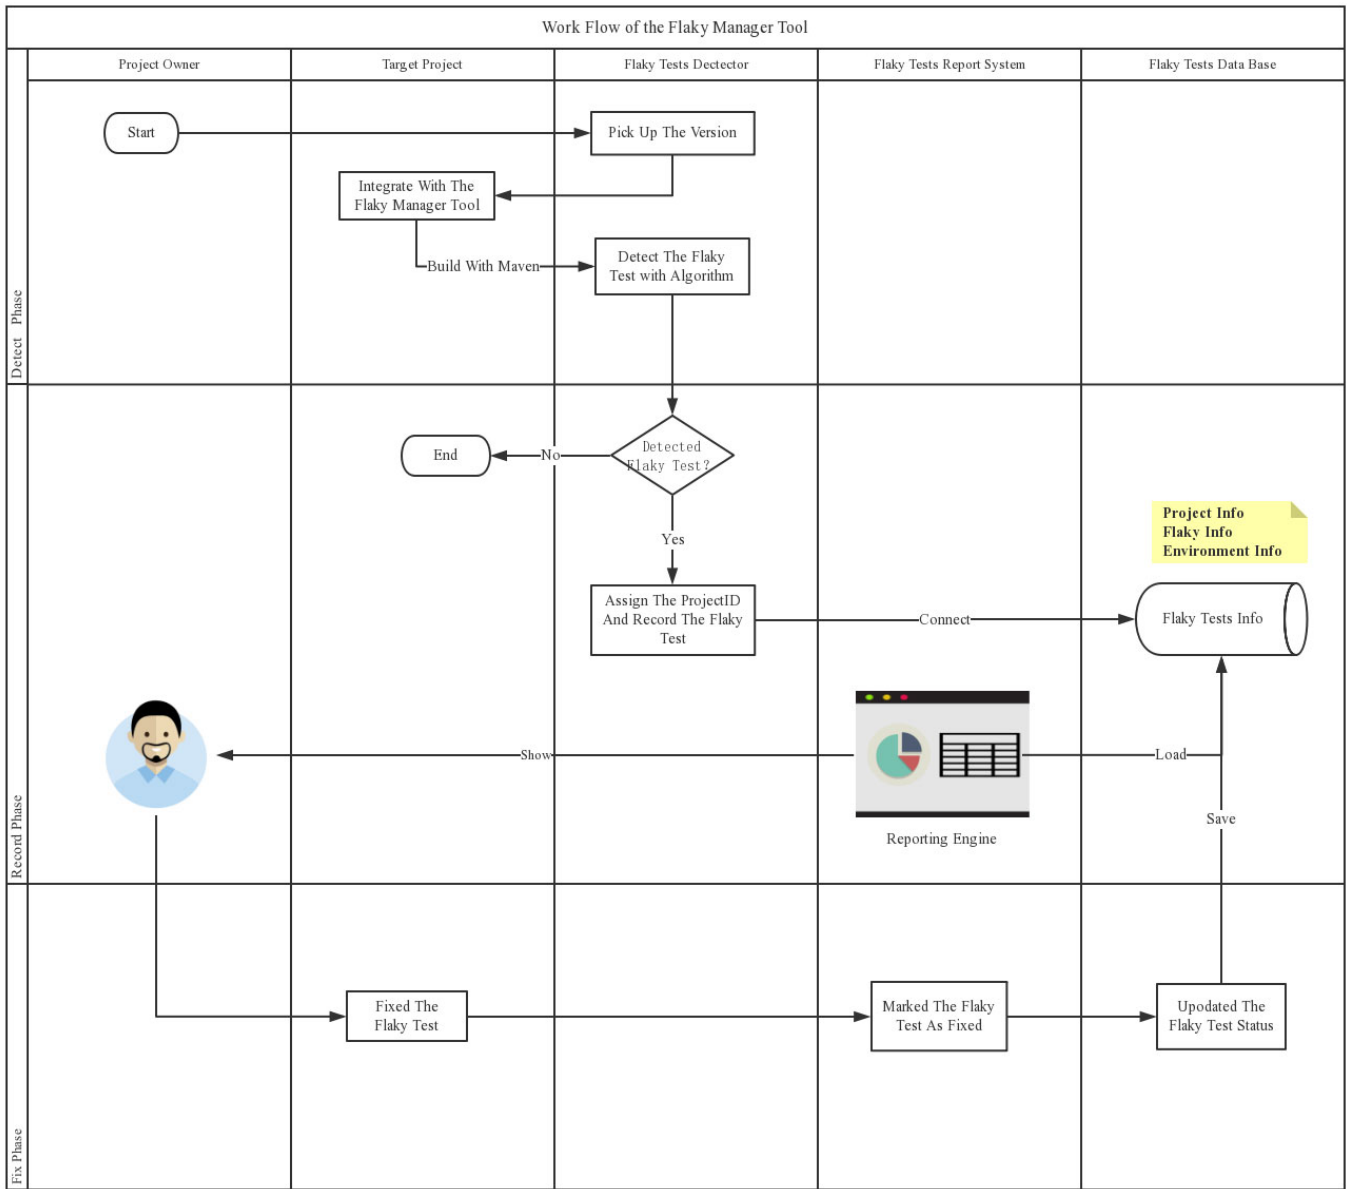 Work Flow of the Flaky Manager Tool
Project Owner
Target Project
Flaky Tests Dectector
Flaky Tests Report System
Flaky Tests Data Base
Detect Phase
Start
Pick Up The Version
Integrate With The
Flaky Manager Tool
Build With Maven
Detect The Flaky
Test with Algorithm
Record Phase
Detected
Flaky Test?
No
End
Yes
Project Info
Flaky Info
Environment Info
Assign The ProjectID
And Record The Flaky
Test
Connect
Flaky Tests Info
Show
Load
Reporting Engine
Save
Fix Phase
Fixed The
Flaky Test
Marked The Flaky
Test As Fixed
Upodated The
Flaky Test Status